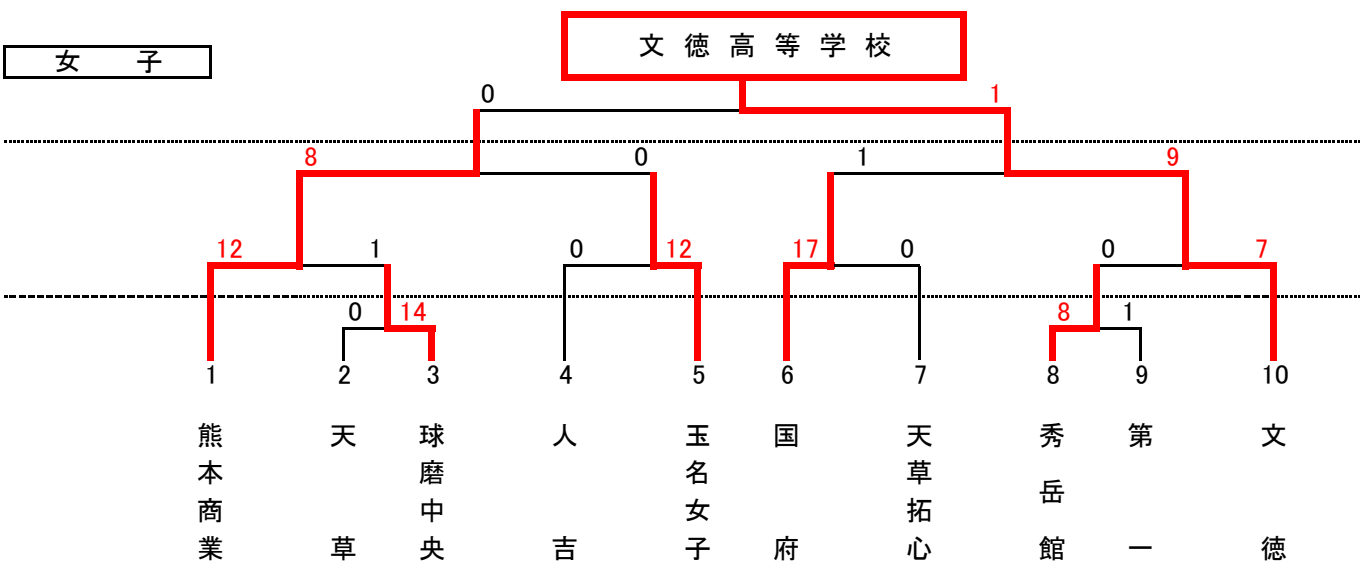 文徳高等学校
女子
0 1
8 0 1 9
12 1 0 12 17 0 0 7
0 14 8 1
1 2 3 4 5 6 7 8 9 10
熊本商業
天草
球磨中央
人吉
玉名女子
国府
天草拓心
秀岳館
第一
文徳